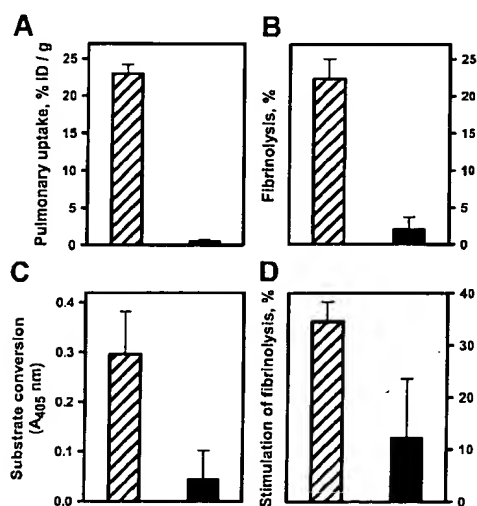 A
B
Pulmonary uptake, % ID / g
25
20
15
10
5
0
Fibrinolysis, %
25
20
15
10
5
0
C
D
Substrate conversion
(A405 nm)
0.4
0.3
0.2
0.1
0.0
Stimulation of fibrinolysis, %
40
30
20
10
0